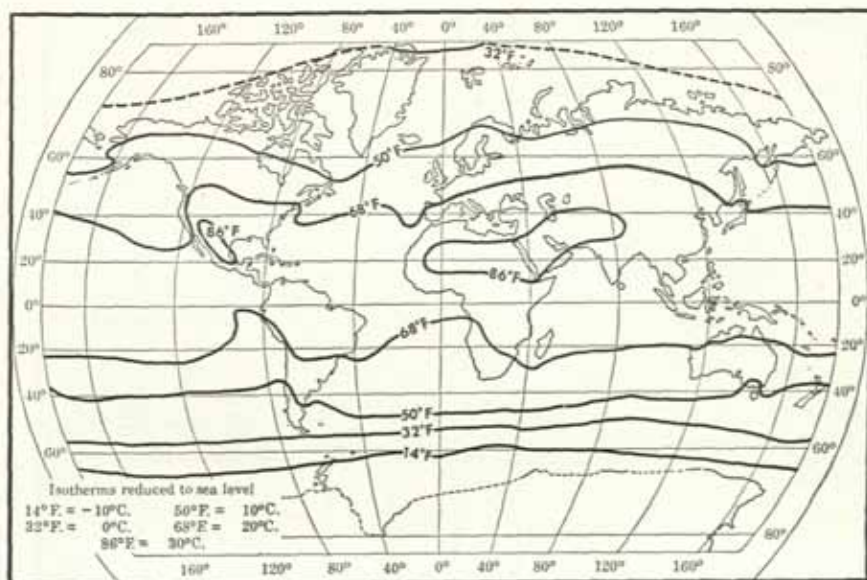 160° 120° 80° 40° 0° 40° 80° 120° 160°
80° 32°F 80°
60° 50°F 60°
40° 68°F 40°
86°F
20° 86°F 20°
0° 0°
68°F
20° 20°
40° 50°F 40°
32°F
60° 14°F 60°
Isotherms reduced to sea level
14°F. = -10°C. 50°F. = 10°C.
32°F. = 0°C. 68°F. = 20°C.
86°F. = 30°C.
80°
160° 120° 80° 40° 0° 40° 80° 120° 160°